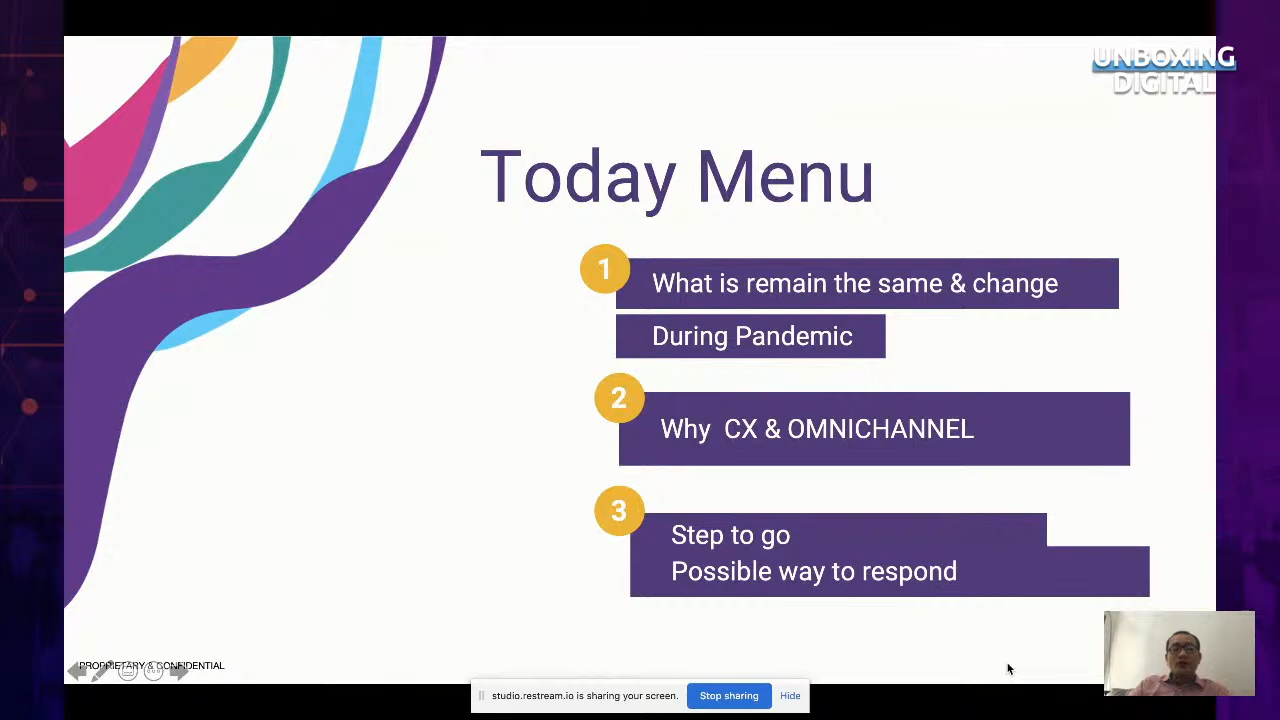 UNBOXING
DIGITAL
Today Menu
1
What is remain the same & change
During Pandemic
2
Why CX & OMNICHANNEL
3
Step to go
Possible way to respond
PROPRIETARY & CONFIDENTIAL
studio.restream.io is sharing your screen.
Stop sharing
Hide